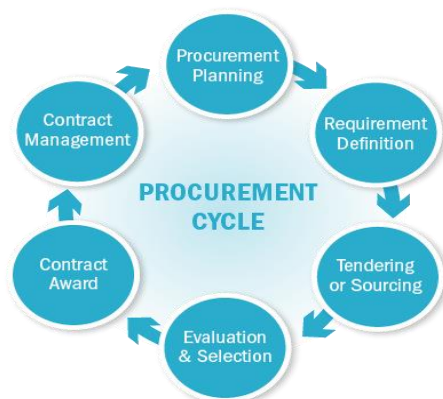 Procurement
Planning
Requirement
Definition
Tendering
or Sourcing
Evaluation
& Selection
Contract
Award
Contract
Management
PROCUREMENT
CYCLE